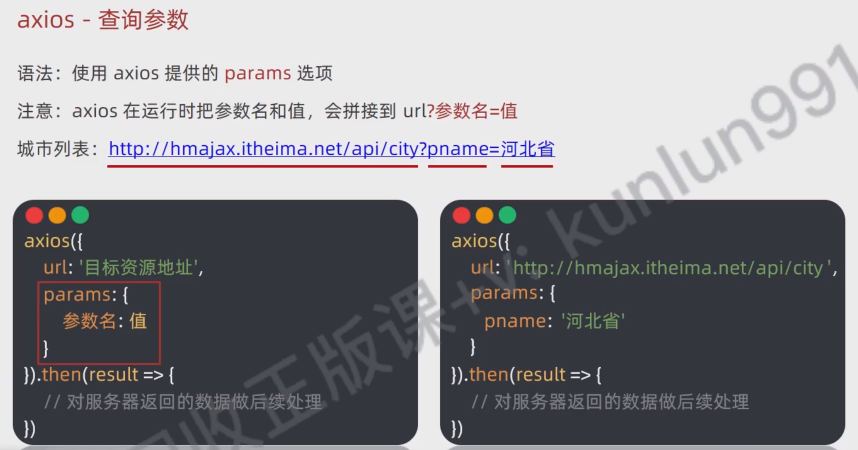 axios - 查询参数
语法：使用 axios 提供的 params 选项
注意：axios 在运行时把参数名和值，会拼接到 url?参数名=值
城市列表：http://hmajax.itheima.net/api/city?pname=河北省
axios({
url: '目标资源地址',
params: {
参数名: 值
}
}).then(result => {
// 对服务器返回的数据做后续处理
})
axios({
url: 'http://hmajax.itheima.net/api/city',
params: {
pname: '河北省'
}
}).then(result => {
// 对服务器返回的数据做后续处理
})
收正版课+v: kunlun991